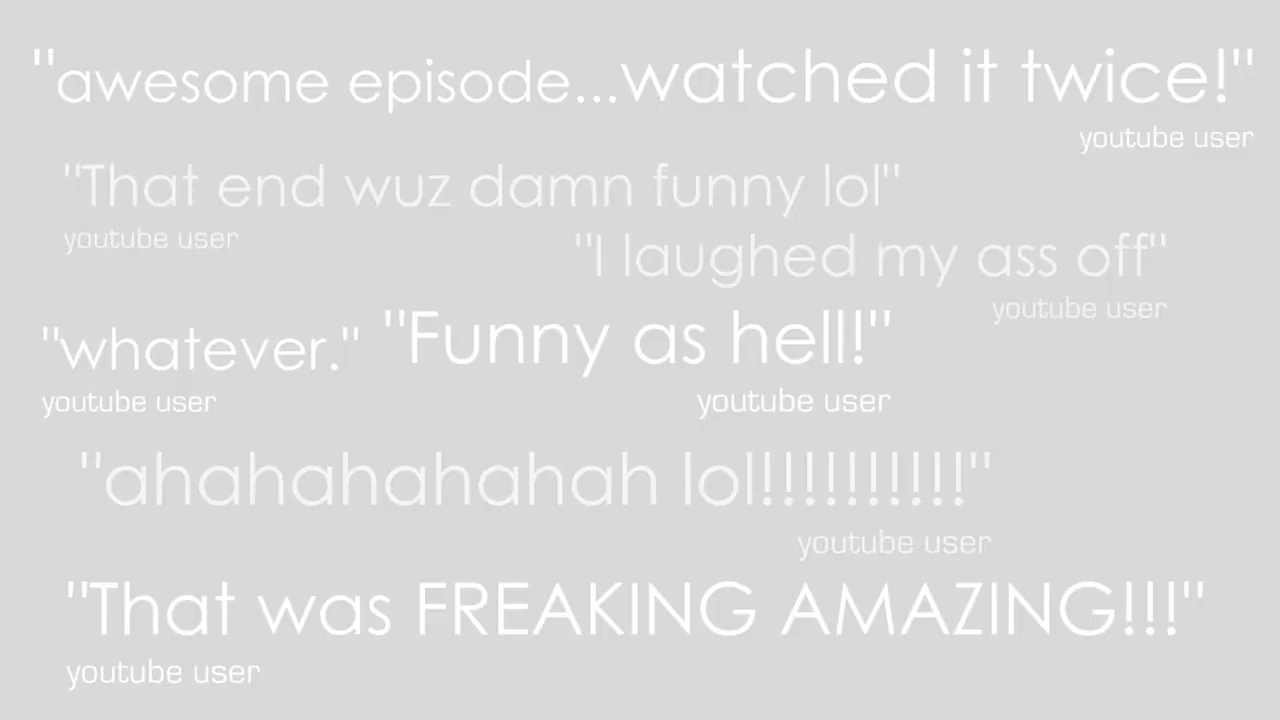 "awesome episode...watched it twice!"
youtube user
"That end wuz damn funny lol"
youtube user
"I laughed my ass off"
youtube user
"whatever."
youtube user
"Funny as hell!"
youtube user
"ahahahahahah lol!!!!!!!!!!"
youtube user
"That was FREAKING AMAZING!!!"
youtube user